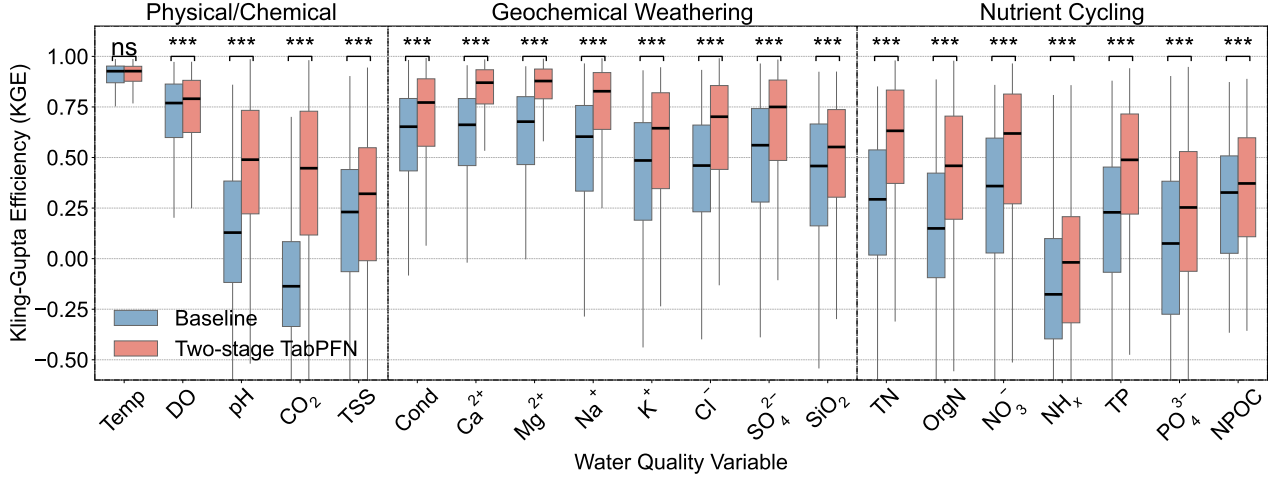 Physical/Chemical
Geochemical Weathering
Nutrient Cycling
ns *** *** *** *** *** *** *** *** *** *** *** *** *** *** *** *** *** *** ***
1.00
0.75
0.50
0.25
0.00
−0.25
−0.50
Kling-Gupta Efficiency (KGE)
Baseline
Two-stage TabPFN
Temp DO pH CO₂ TSS Cond Ca²⁺ Mg²⁺ Na⁺ K⁺ Cl⁻ SO₄²⁻ SiO₂ TN OrgN NO₃⁻ NHₓ TP PO₄³⁻ NPOC
Water Quality Variable